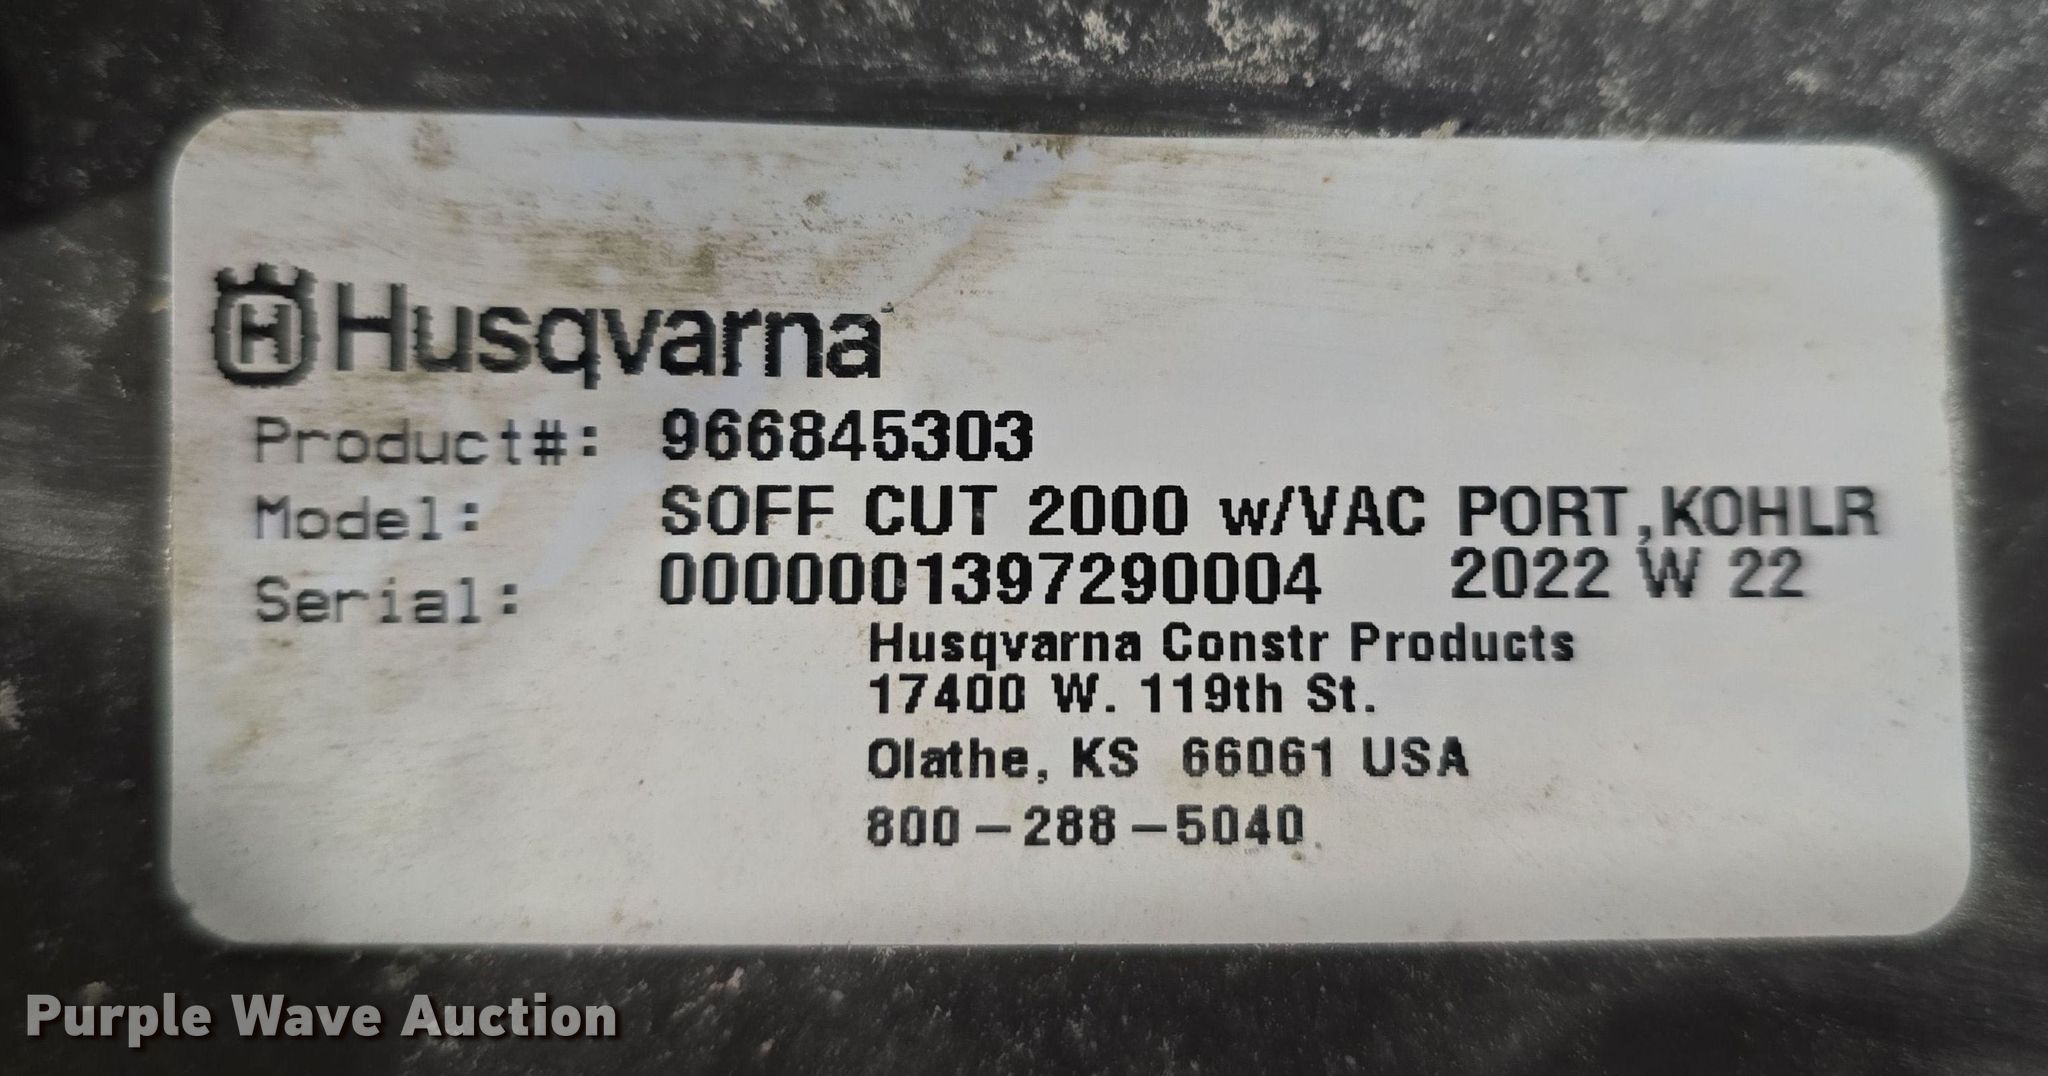 Husqvarna
Product#: 966845303
Model: SOFF CUT 2000 w/VAC PORT,KOHLR
Serial: 0000001397290004 2022 W 22
Husqvarna Constr Products
17400 W. 119th St.
Olathe, KS 66061 USA
800-288-5040
Purple Wave Auction